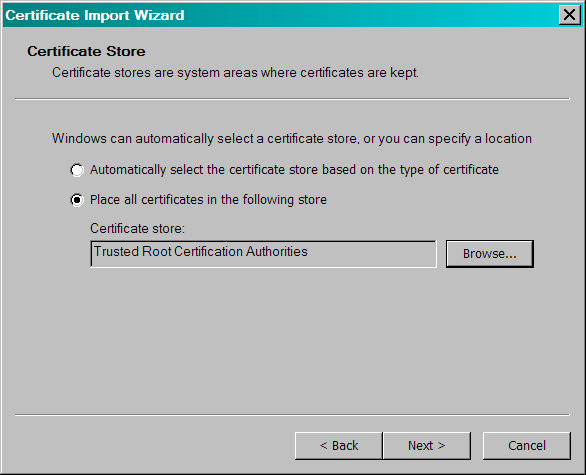 Certificate Import Wizard
Certificate Store
Certificate stores are system areas where certificates are kept.
Windows can automatically select a certificate store, or you can specify a location
Automatically select the certificate store based on the type of certificate
Place all certificates in the following store
Certificate store:
Trusted Root Certification Authorities
Browse...
< Back
Next >
Cancel